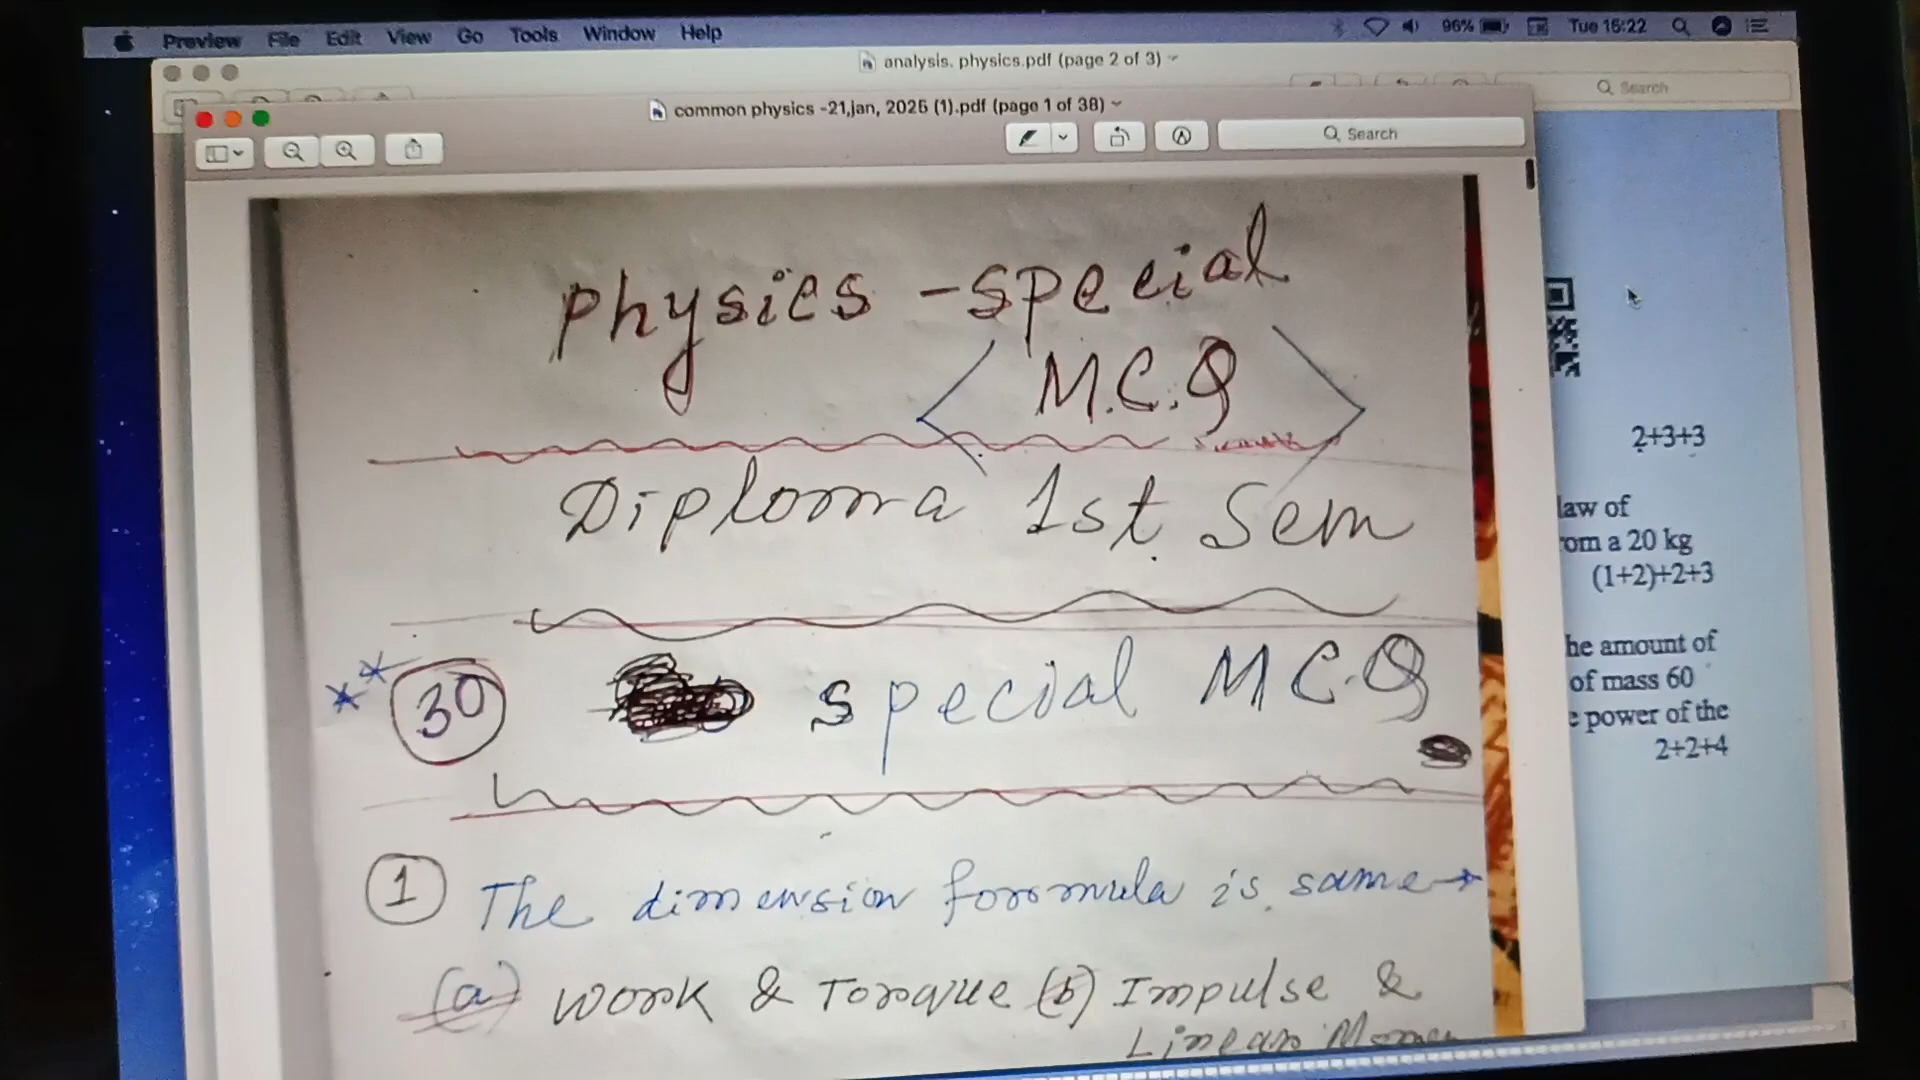 Preview File Edit View Go Tools Window Help 96% Tue 15:22
analysis. physics.pdf (page 2 of 3)
Search
common physics -21,jan, 2025 (1).pdf (page 1 of 38)
Search
Physics - special
M.C.Q
Diploma 1st. Sem
30 special M C.Q
1 The dimension formula is same →
(a) Work & Torque (b) Impulse &
Linear Momen
2+3+3
law of
om a 20 kg
(1+2)+2+3
he amount of
of mass 60
e power of the
2+2+4